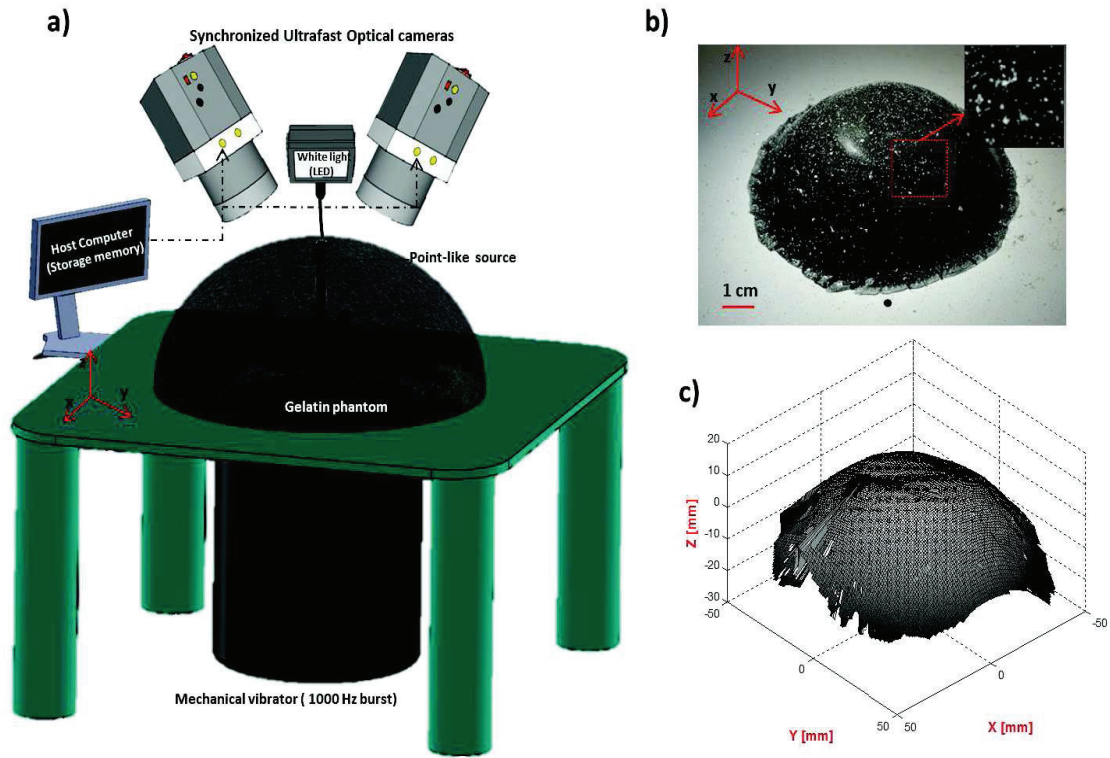 a)
Synchronized Ultrafast Optical cameras
White light
(LED)
Host Computer
(Storage memory)
Point-like source
z
x
y
Gelatin phantom
Mechanical vibrator ( 1000 Hz burst)
b)
z
x
y
1 cm
c)
20
10
0
-10
-20
-30
Z [mm]
-50
0
50
Y [mm]
50
0
-50
X [mm]